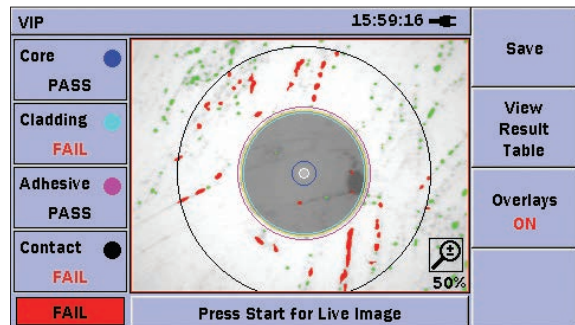 VIP
15:59:16
Core
PASS
Cladding
FAIL
Adhesive
PASS
Contact
FAIL
FAIL
50%
Press Start for Live Image
Save
View
Result
Table
Overlays
ON